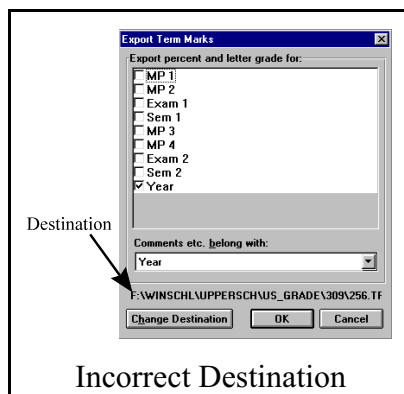 Export Term Marks
Export percent and letter grade for:
MP 1
MP 2
Exam 1
Sem 1
MP 3
MP 4
Exam 2
Sem 2
Year
Destination
Comments etc. belong with:
Year
F:\WINSCHL\UPPERSCH\US_GRADE\309\256.TF
Change Destination OK Cancel
Incorrect Destination